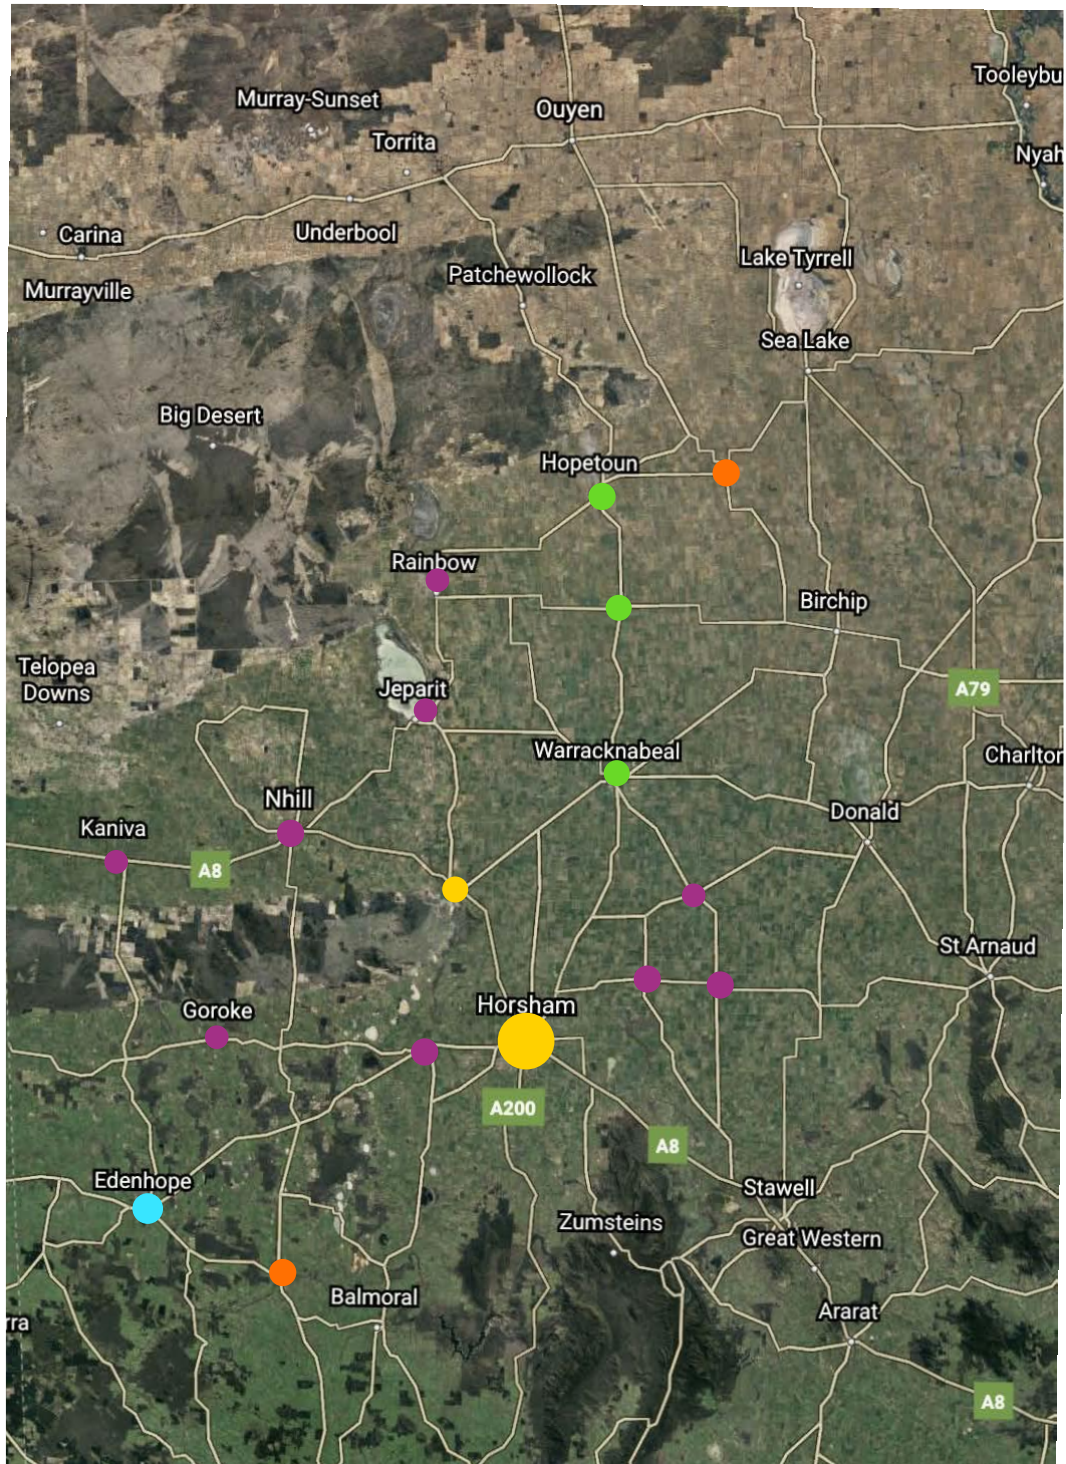 Tooleybu
Murray-Sunset
Ouyen
Torrita
Nyah
Carina
Underbool
Lake Tyrrell
Patchewollock
Murrayville
Sea Lake
Big Desert
Hopetoun
Rainbow
Birchip
Telopea
Downs
Jeparit
A79
Warracknabeal
Charlton
Nhill
Donald
Kaniva
A8
St Arnaud
Horsham
Goroke
A200
A8
Edenhope
Stawell
Zumsteins
Great Western
Balmoral
Ararat
rra
A8